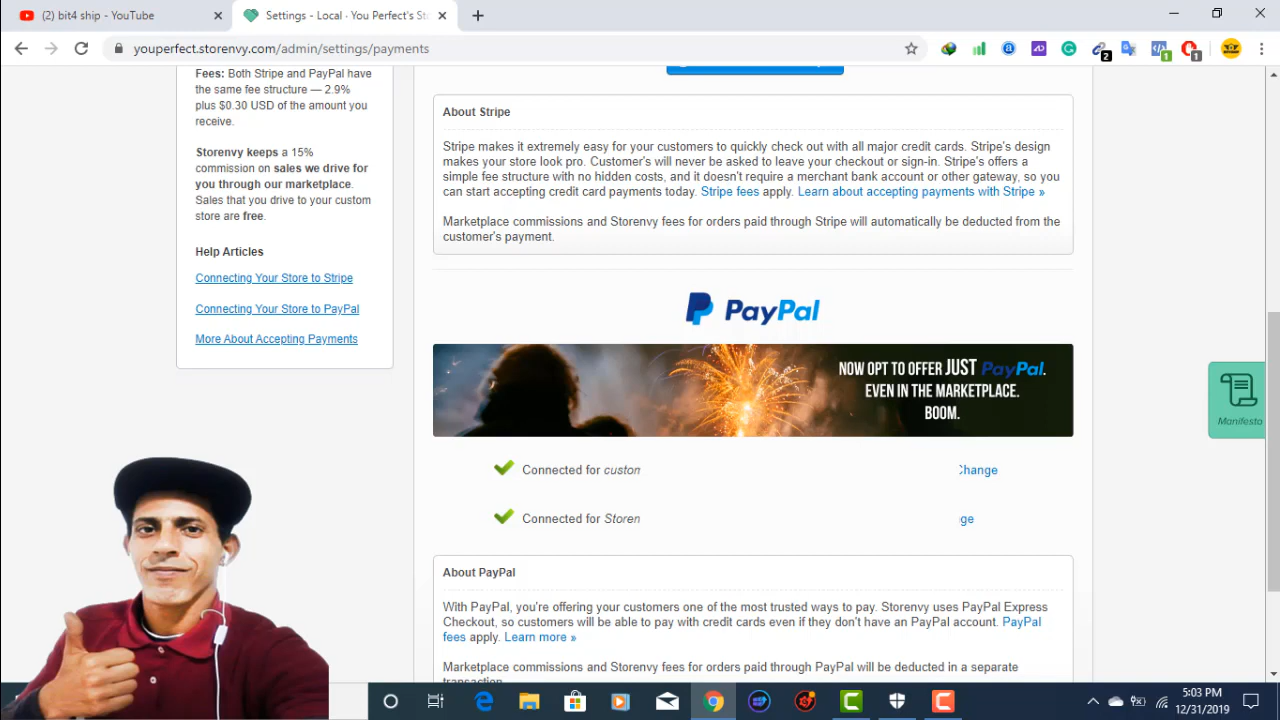 (2) bit4 ship - YouTube
Settings - Local · You Perfect's St
youperfect.storenvy.com/admin/settings/payments
2
1
1
Fees: Both Stripe and PayPal have
the same fee structure — 2.9%
plus $0.30 USD of the amount you
receive.
Storenvy keeps a 15%
commission on sales we drive for
you through our marketplace.
Sales that you drive to your custom
store are free.
Help Articles
Connecting Your Store to Stripe
Connecting Your Store to PayPal
More About Accepting Payments
About Stripe
Stripe makes it extremely easy for your customers to quickly check out with all major credit cards. Stripe's design
makes your store look pro. Customer's will never be asked to leave your checkout or sign-in. Stripe's offers a
simple fee structure with no hidden costs, and it doesn't require a merchant bank account or other gateway, so you
can start accepting credit card payments today. Stripe fees apply. Learn about accepting payments with Stripe »
Marketplace commissions and Storenvy fees for orders paid through Stripe will automatically be deducted from the
customer's payment.
PayPal
NOW OPT TO OFFER JUST PayPal.
EVEN IN THE MARKETPLACE.
BOOM.
Connected for custon
Change
Connected for Storen
ge
About PayPal
With PayPal, you're offering your customers one of the most trusted ways to pay. Storenvy uses PayPal Express
Checkout, so customers will be able to pay with credit cards even if they don't have an PayPal account. PayPal
fees apply. Learn more »
Marketplace commissions and Storenvy fees for orders paid through PayPal will be deducted in a separate
transaction.
Manifesto
5:03 PM
12/31/2019